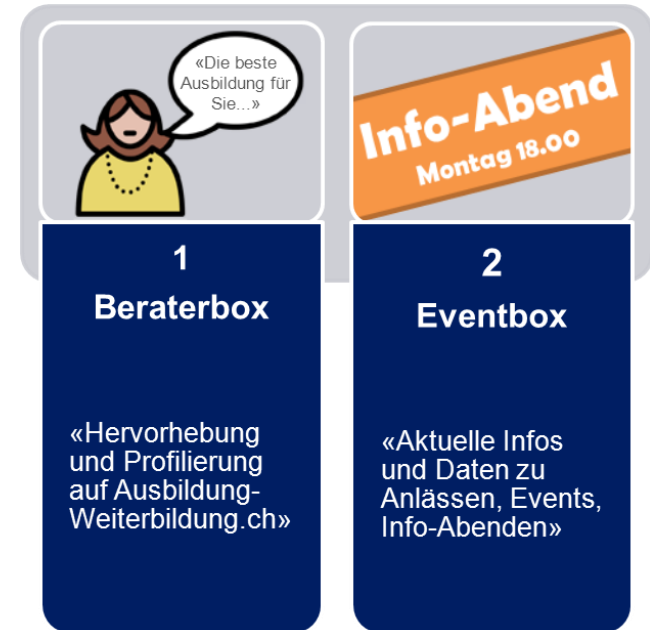 «Die beste
Ausbildung für
Sie...»
Info-Abend
Montag 18.00
1
Beraterbox
«Hervorhebung
und Profilierung
auf Ausbildung-
Weiterbildung.ch»
2
Eventbox
«Aktuelle Infos
und Daten zu
Anlässen, Events,
Info-Abenden»